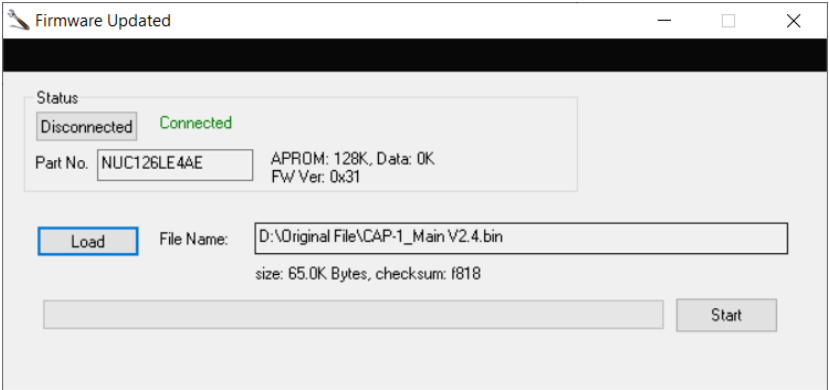 Firmware Updated
Status
Disconnected Connected
Part No. NUC126LE4AE APROM: 128K, Data: 0K
FW Ver: 0x31
Load File Name: D:\Original File\CAP-1_Main V2.4.bin
size: 65.0K Bytes, checksum: f818
Start